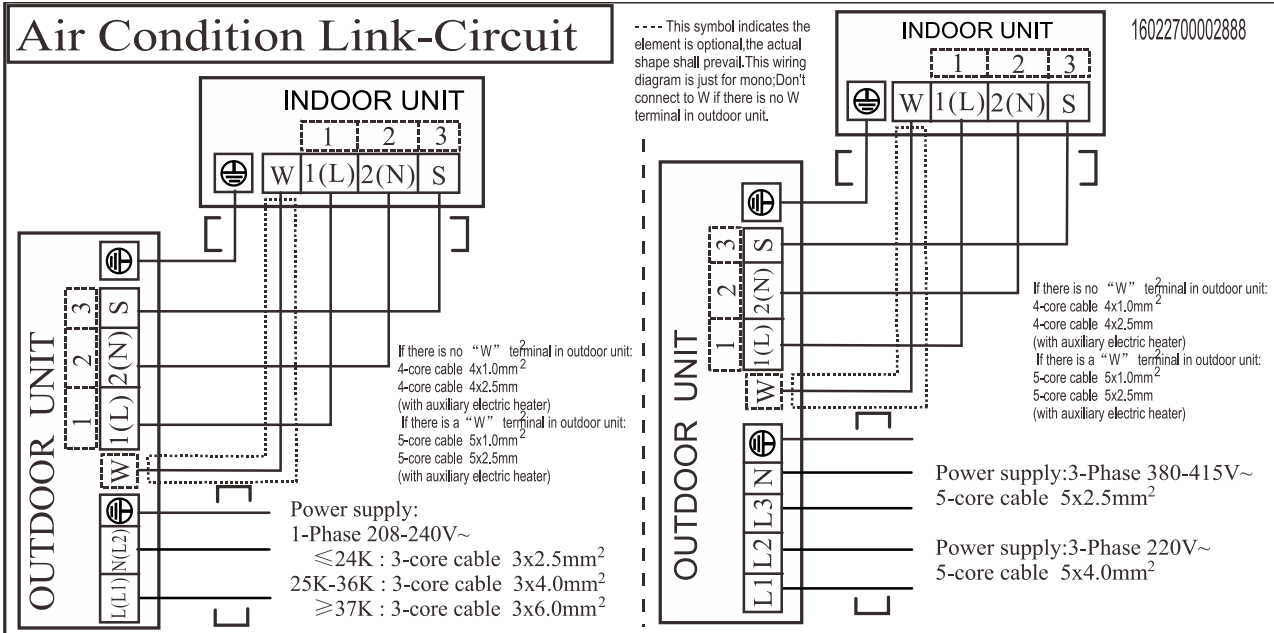 Air Condition Link-Circuit
INDOOR UNIT
1 2 3
W 1(L) 2(N) S
OUTDOOR UNIT
3 S
2 2(N)
1 1(L)
W
N(L2)
L(L1)
If there is no “W” terminal in outdoor unit:
4-core cable 4x1.0mm²
4-core cable 4x2.5mm²
(with auxiliary electric heater)
If there is a “W” terminal in outdoor unit:
5-core cable 5x1.0mm²
5-core cable 5x2.5mm²
(with auxiliary electric heater)
Power supply:
1-Phase 208-240V~
≤24K : 3-core cable 3x2.5mm²
25K-36K : 3-core cable 3x4.0mm²
≥37K : 3-core cable 3x6.0mm²
---- This symbol indicates the
element is optional,the actual
shape shall prevail.This wiring
diagram is just for mono;Don't
connect to W if there is no W
terminal in outdoor unit.
INDOOR UNIT
1 2 3
W 1(L) 2(N) S
16022700002888
OUTDOOR UNIT
3 S
2 2(N)
1 1(L)
W
N
L3
L2
L1
If there is no “W” terminal in outdoor unit:
4-core cable 4x1.0mm²
4-core cable 4x2.5mm²
(with auxiliary electric heater)
If there is a “W” terminal in outdoor unit:
5-core cable 5x1.0mm²
5-core cable 5x2.5mm²
(with auxiliary electric heater)
Power supply:3-Phase 380-415V~
5-core cable 5x2.5mm²
Power supply:3-Phase 220V~
5-core cable 5x4.0mm²